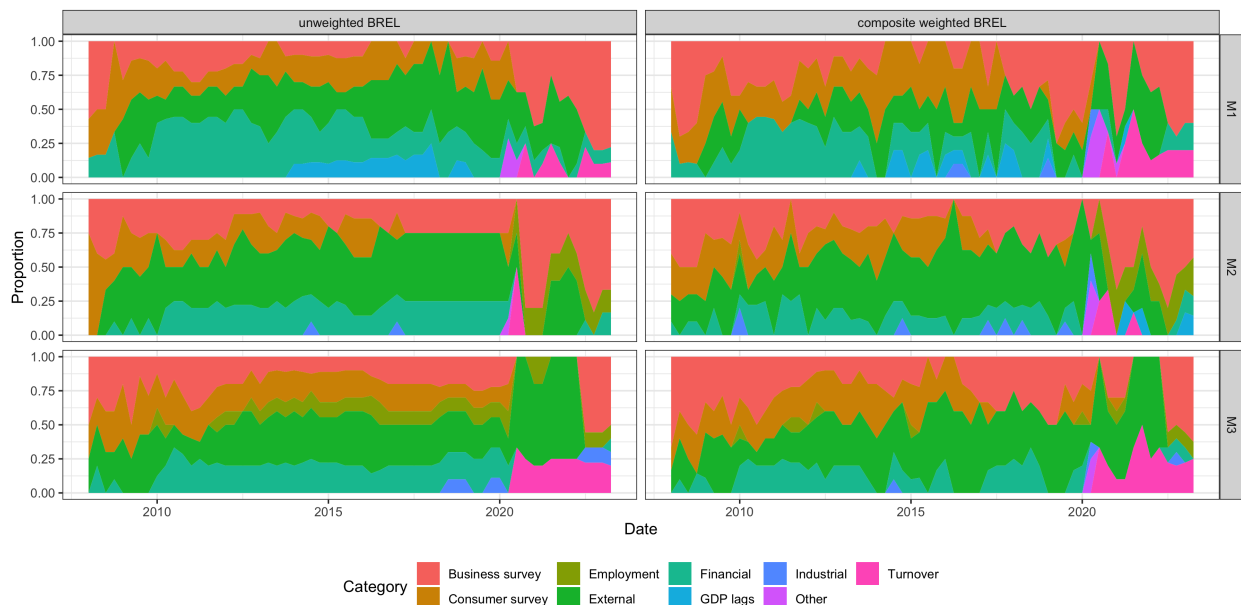 unweighted BREL
composite weighted BREL
1.00
0.75
0.50
0.25
0.00
M1
1.00
0.75
0.50
0.25
0.00
M2
1.00
0.75
0.50
0.25
0.00
M3
Proportion
2010
2015
2020
2010
2015
2020
Date
Category
Business survey
Employment
Financial
Industrial
Turnover
Consumer survey
External
GDP lags
Other